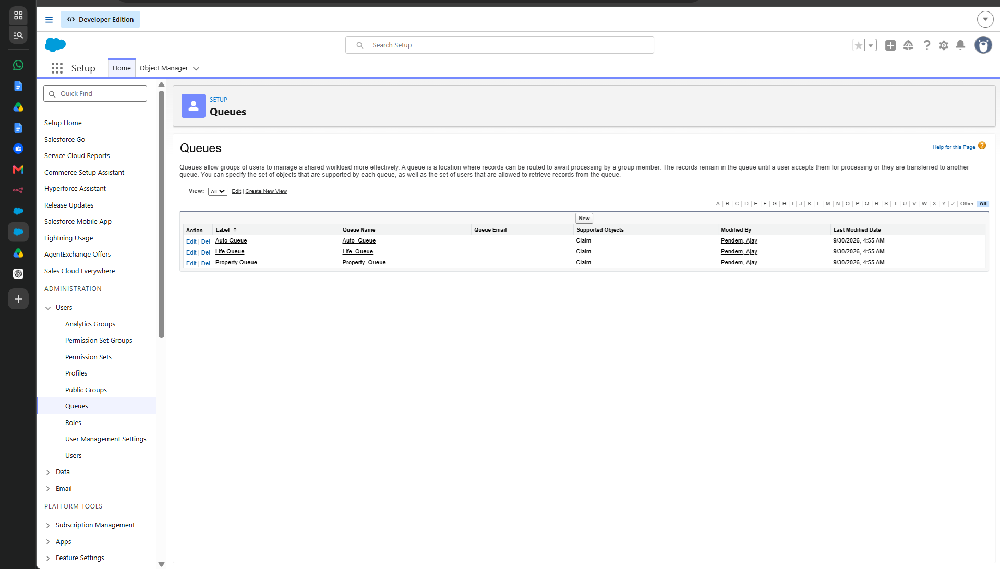 Developer Edition
Search Setup
Setup
Home
Object Manager
Quick Find
Setup Home
Salesforce Go
Service Cloud Reports
Commerce Setup Assistant
Hyperforce Assistant
Release Updates
Salesforce Mobile App
Lightning Usage
AgentExchange Offers
Sales Cloud Everywhere
ADMINISTRATION
Users
Analytics Groups
Permission Set Groups
Permission Sets
Profiles
Public Groups
Queues
Roles
User Management Settings
Users
Data
Email
PLATFORM TOOLS
Subscription Management
Apps
Feature Settings
SETUP
Queues
Queues
Help for this Page ?
Queues allow groups of users to manage a shared workload more effectively. A queue is a location where records can be routed to await processing by a group member. The records remain in the queue until a user accepts them for processing or they are transferred to another
queue. You can specify the set of objects that are supported by each queue, as well as the set of users that are allowed to retrieve records from the queue.
View: All Edit | Create New View
A | B | C | D | E | F | G | H | I | J | K | L | M | N | O | P | Q | R | S | T | U | V | W | X | Y | Z | Other All
New
Action Label ↑ Queue Name Queue Email Supported Objects Modified By Last Modified Date
Edit | Del Auto Queue Auto_Queue Claim Pendem, Ajay 9/30/2026, 4:55 AM
Edit | Del Life Queue Life_Queue Claim Pendem, Ajay 9/30/2026, 4:55 AM
Edit | Del Property Queue Property_Queue Claim Pendem, Ajay 9/30/2026, 4:55 AM